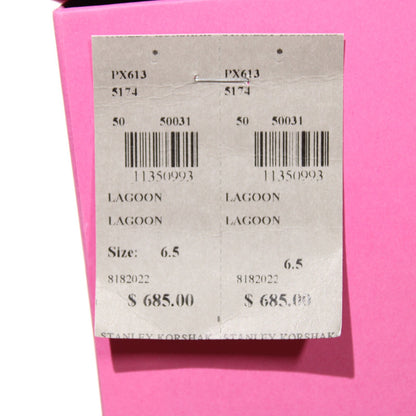 PX613 PX613
5174 5174
50 50031 50 50031
11350993 11350993
LAGOON LAGOON
LAGOON LAGOON
Size: 6.5 6.5
8182022 8182022
$ 685.00 $ 685.00
STANLEY KORSHAK STANLEY KORSHAK